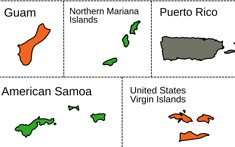 Guam
Northern Mariana
Islands
Puerto Rico
American Samoa
United States
Virgin Islands